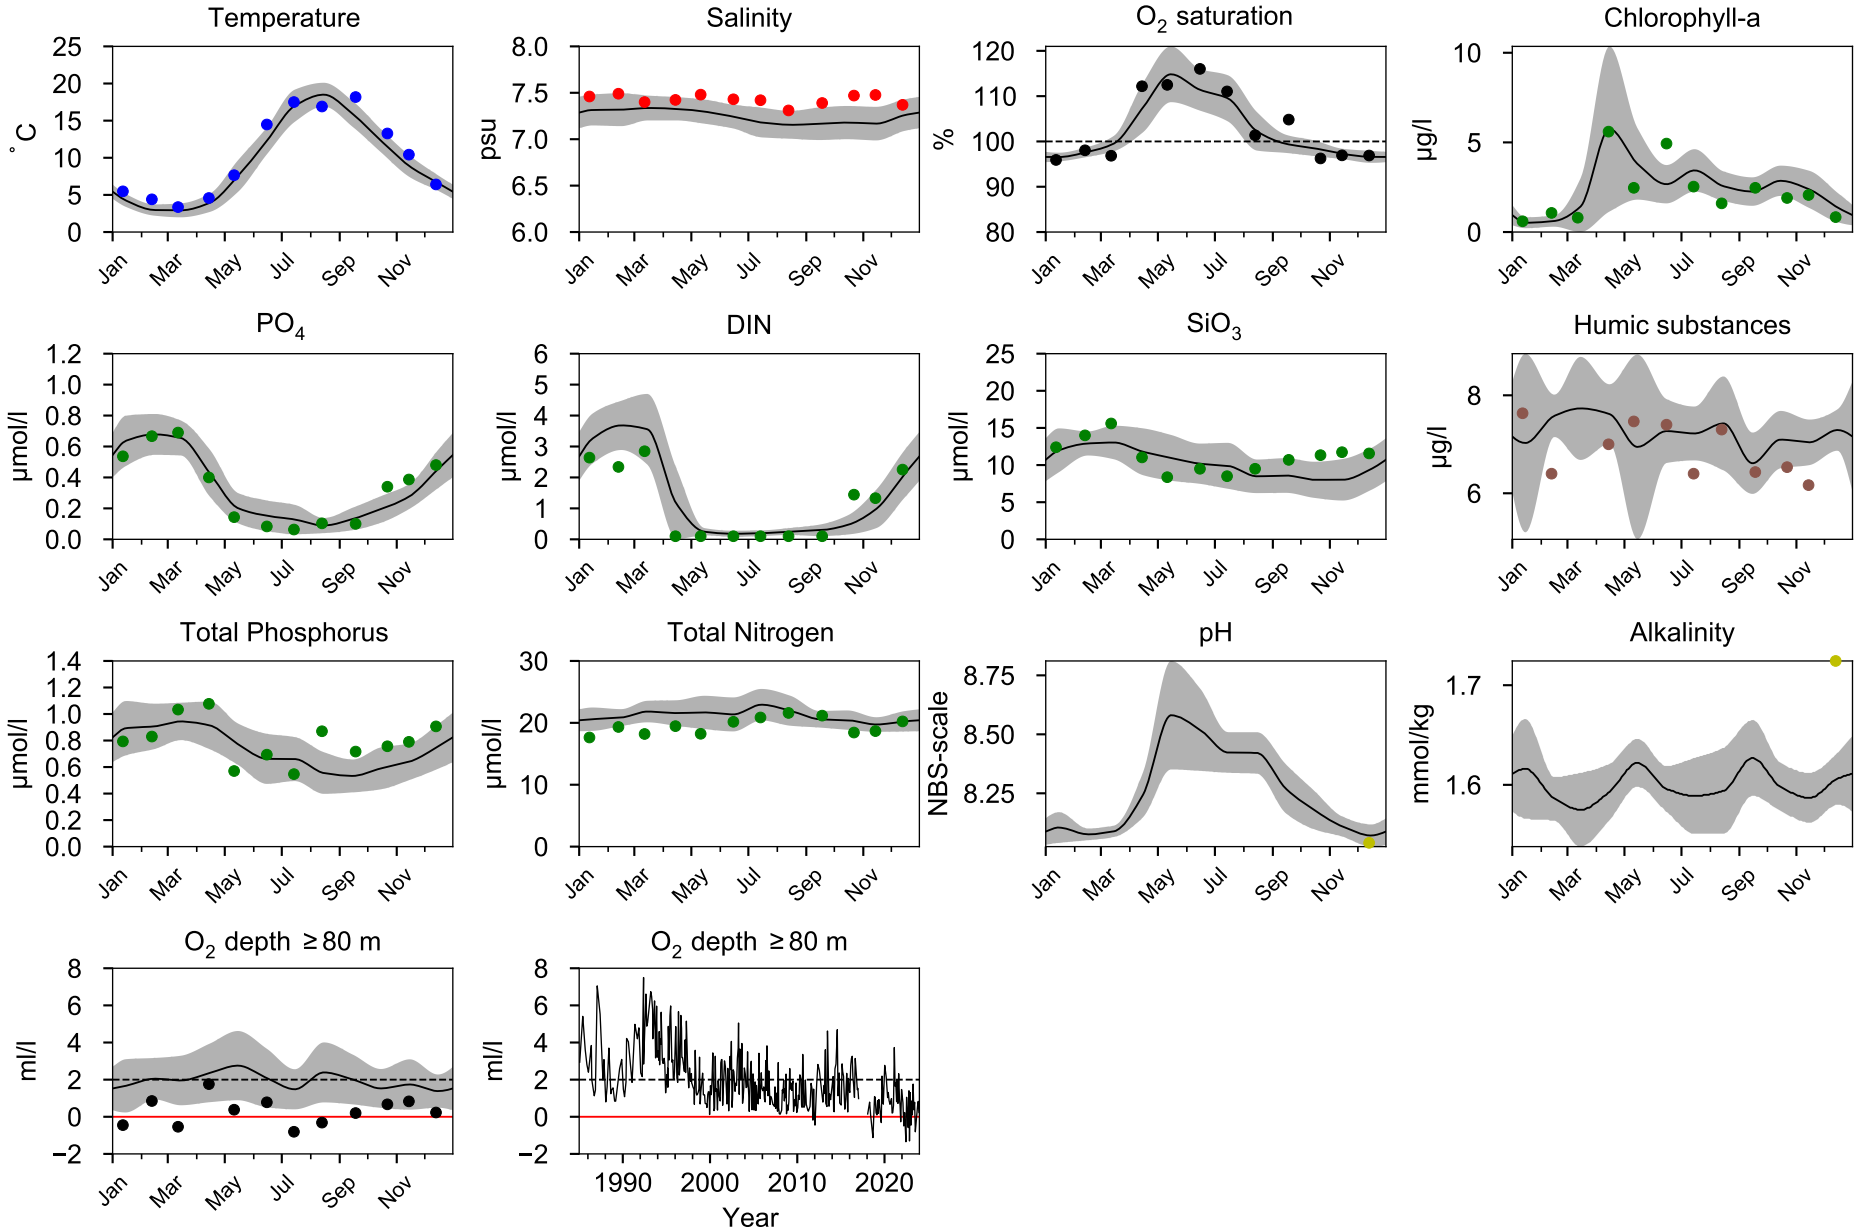 Temperature
25
20
15
10
5
0
°C
Jan Mar May Jul Sep Nov
Salinity
8.0
7.5
7.0
6.5
6.0
psu
Jan Mar May Jul Sep Nov
O2 saturation
120
110
100
90
80
%
Jan Mar May Jul Sep Nov
Chlorophyll-a
10
5
0
µg/l
Jan Mar May Jul Sep Nov
PO4
1.2
1.0
0.8
0.6
0.4
0.2
0.0
µmol/l
Jan Mar May Jul Sep Nov
DIN
6
5
4
3
2
1
0
µmol/l
Jan Mar May Jul Sep Nov
SiO3
25
20
15
10
5
0
µmol/l
Jan Mar May Jul Sep Nov
Humic substances
8
6
µg/l
Jan Mar May Jul Sep Nov
Total Phosphorus
1.4
1.2
1.0
0.8
0.6
0.4
0.2
0.0
µmol/l
Jan Mar May Jul Sep Nov
Total Nitrogen
30
20
10
0
µmol/l
Jan Mar May Jul Sep Nov
pH
8.75
8.50
8.25
NBS-scale
Jan Mar May Jul Sep Nov
Alkalinity
1.7
1.6
mmol/kg
Jan Mar May Jul Sep Nov
O2 depth ≥ 80 m
8
6
4
2
0
−2
ml/l
Jan Mar May Jul Sep Nov
O2 depth ≥ 80 m
8
6
4
2
0
−2
ml/l
1990 2000 2010 2020
Year